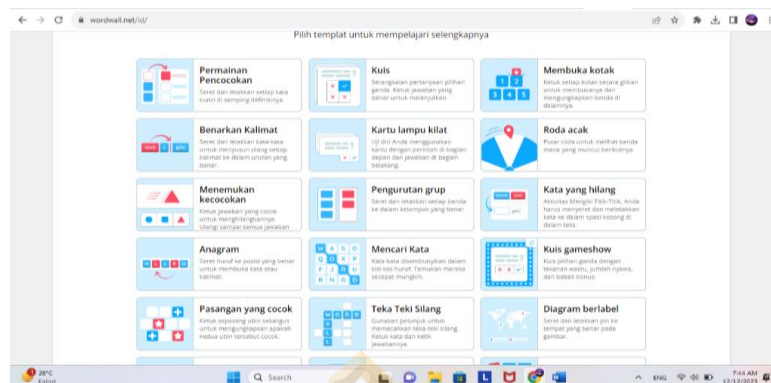 wordwall.net/id/
Pilih templat untuk mempelajari selengkapnya
Permainan
Pencocokan
Seret dan letakkan setiap kata
kunci di samping definisinya.
Kuis
Serangkaian pertanyaan pilihan
ganda. Ketuk jawaban yang
benar untuk melanjutkan.
Membuka kotak
Ketuk setiap kotak secara giliran
untuk membukanya dan
mengungkapkan benda di
dalamnya.
Benarkan Kalimat
Seret dan letakkan kata-kata
untuk menyusun ulang setiap
kalimat ke dalam urutan yang
benar.
Kartu lampu kilat
Uji diri Anda menggunakan
kartu dengan perintah di bagian
depan dan jawaban di bagian
belakang.
Roda acak
Putar roda untuk melihat benda
mana yang muncul berikutnya.
Menemukan
kecocokan
Ketuk jawaban yang cocok
untuk menghilangkannya.
Ulangi sampai semua jawaban
Pengurutan grup
Seret dan letakkan setiap benda
ke dalam kelompok yang benar.
Kata yang hilang
Aktivitas Mengisi Titik-Titik, Anda
harus menyeret dan meletakkan
kata ke dalam spasi kosong di
dalam teks.
Anagram
Seret huruf ke posisi yang benar
untuk membuka kata atau
kalimat.
Mencari Kata
Kata-kata disembunyikan dalam
kisi-kisi huruf. Temukan mereka
secepat mungkin.
Kuis gameshow
Kuis pilihan ganda dengan
tekanan waktu, jumlah nyawa,
dan babak bonus.
Pasangan yang cocok
Ketuk sepasang ubin sekaligus
untuk mengungkapkan apakah
kedua ubin tersebut cocok.
Teka Teki Silang
Gunakan petunjuk untuk
memecahkan teka-teki silang.
Ketuk kata dan ketik
jawabannya.
Diagram berlabel
Seret dan letakkan pin ke
tempat yang benar pada
gambar.
28°C
Kabut
Search
ENG
7:44 AM
12/12/2023